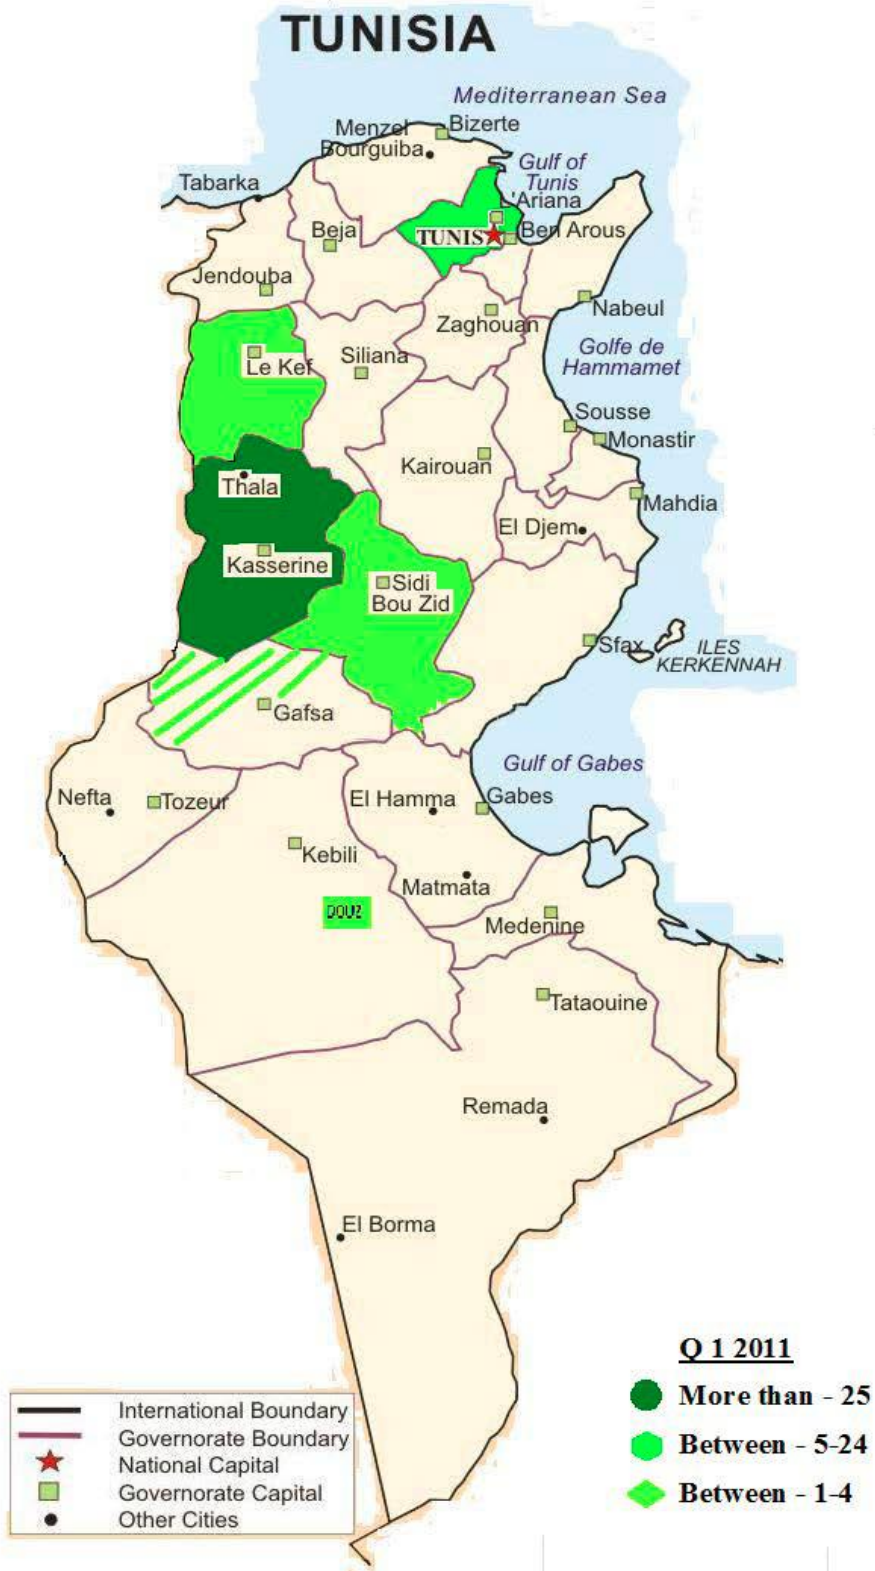 TUNISIA
Mediterranean Sea
Menzel
Bourguiba
Bizerte
Gulf of
Tunis
Tabarka
L'Ariana
Beja
TUNIS
Ben Arous
Jendouba
Nabeul
Zaghouan
Golfe de
Hammamet
Le Kef
Siliana
Sousse
Monastir
Kairouan
Thala
Mahdia
El Djem
Kasserine
Sidi
Bou Zid
Sfax
ILES
KERKENNAH
Gafsa
Gulf of Gabes
Nefta
Tozeur
El Hamma
Gabes
Kebili
Matmata
DOUZ
Medenine
Tataouine
Remada
El Borma
Q 1 2011
More than - 25
Between - 5-24
Between - 1-4
International Boundary
Governorate Boundary
National Capital
Governorate Capital
Other Cities